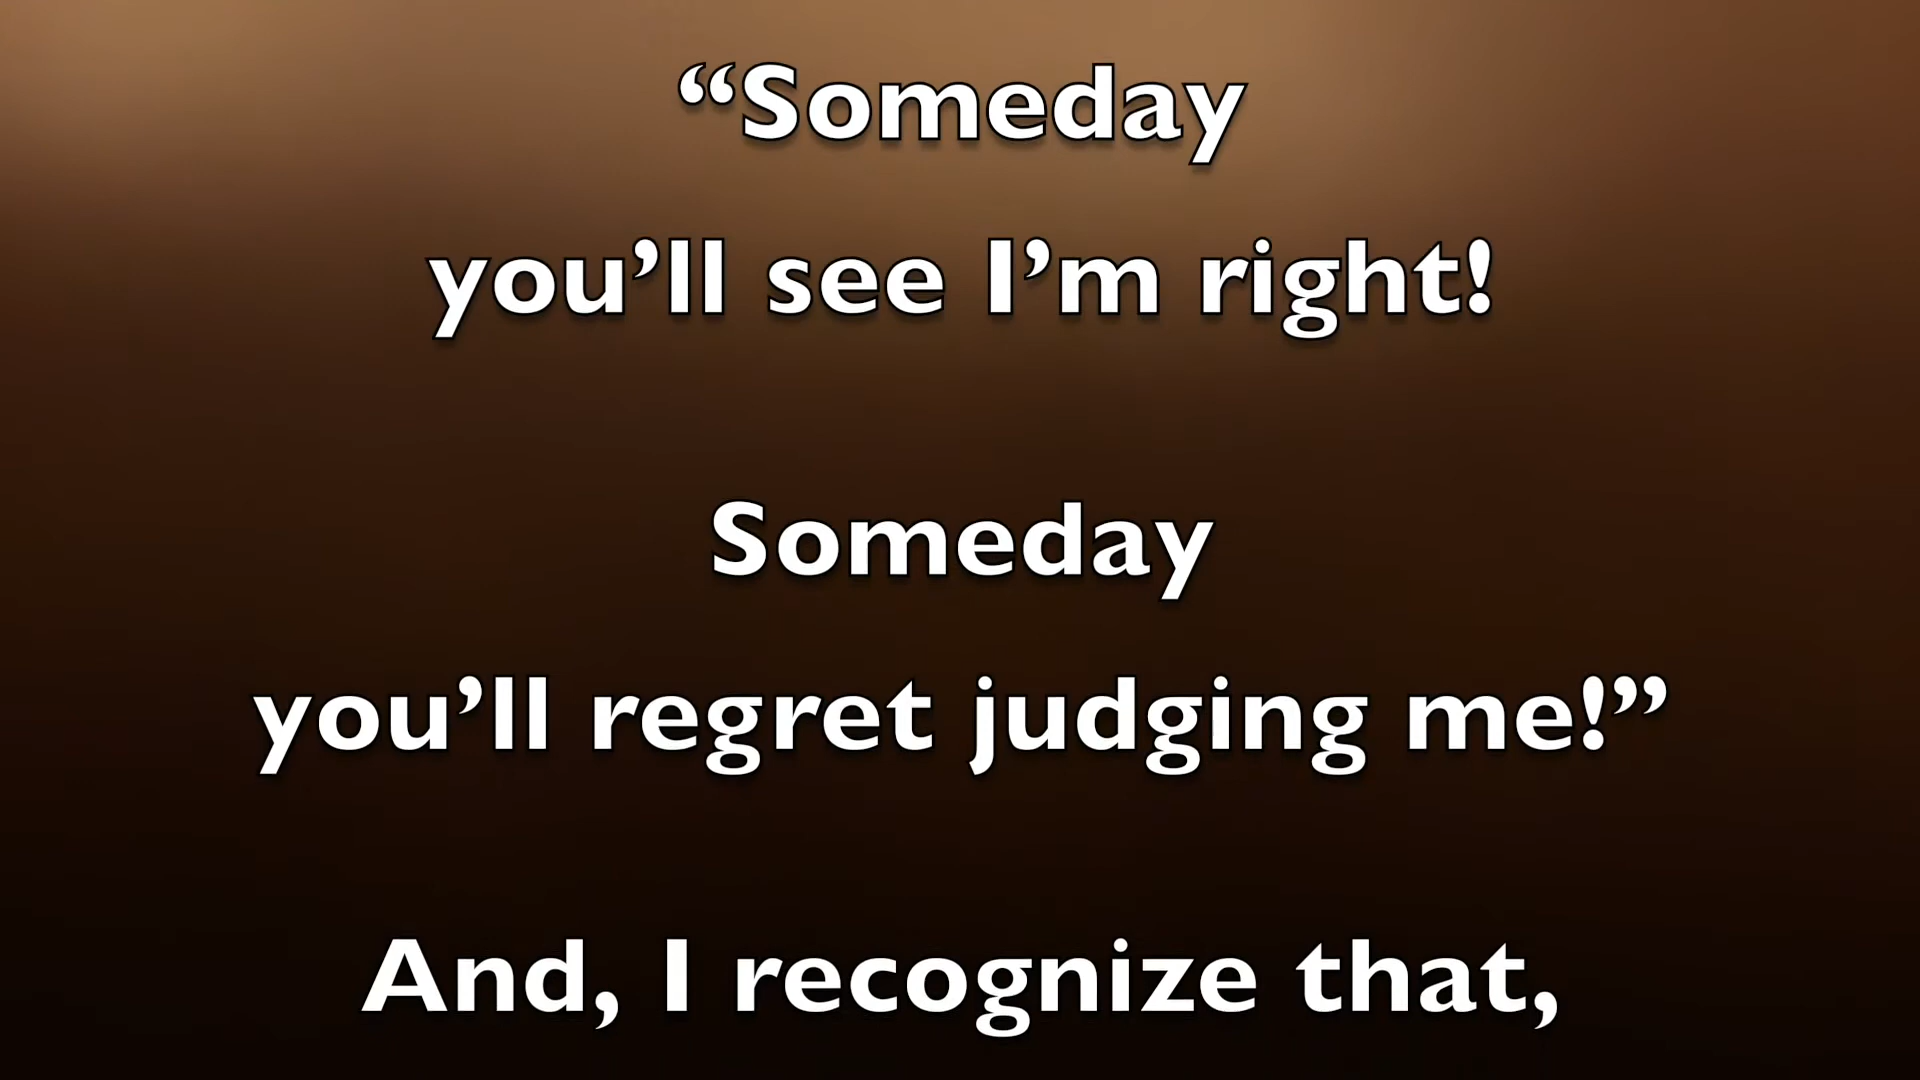 “Someday
you’ll see I’m right!
Someday
you’ll regret judging me!”
And, I recognize that,